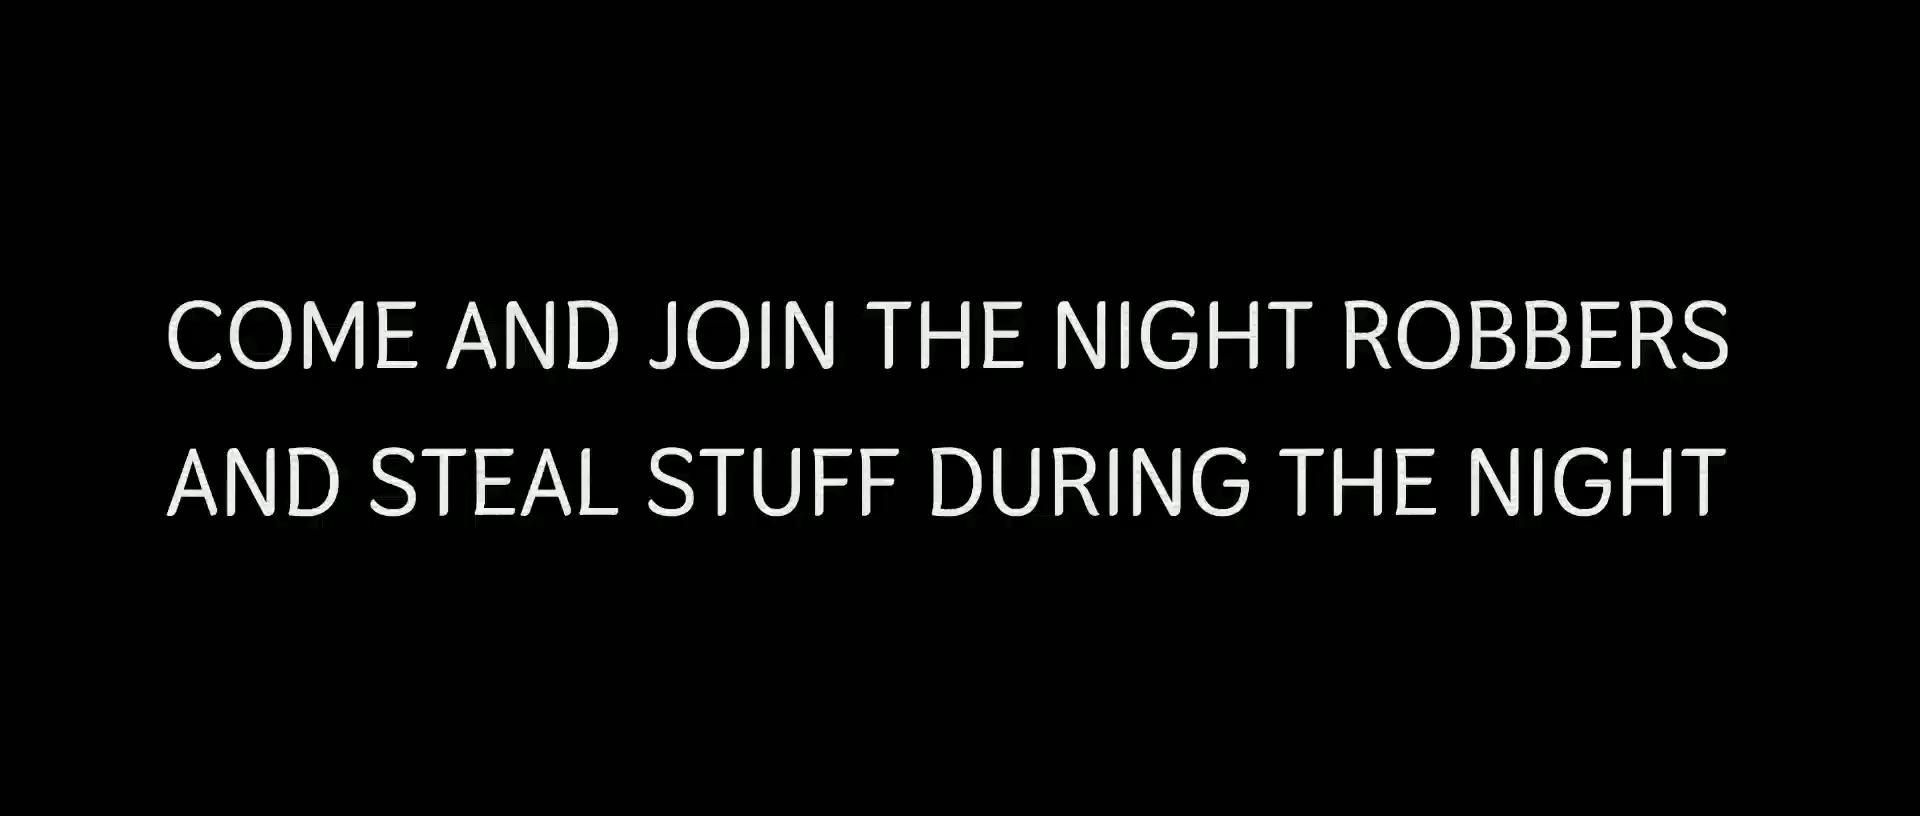 COME AND JOIN THE NIGHT ROBBERS
AND STEAL STUFF DURING THE NIGHT